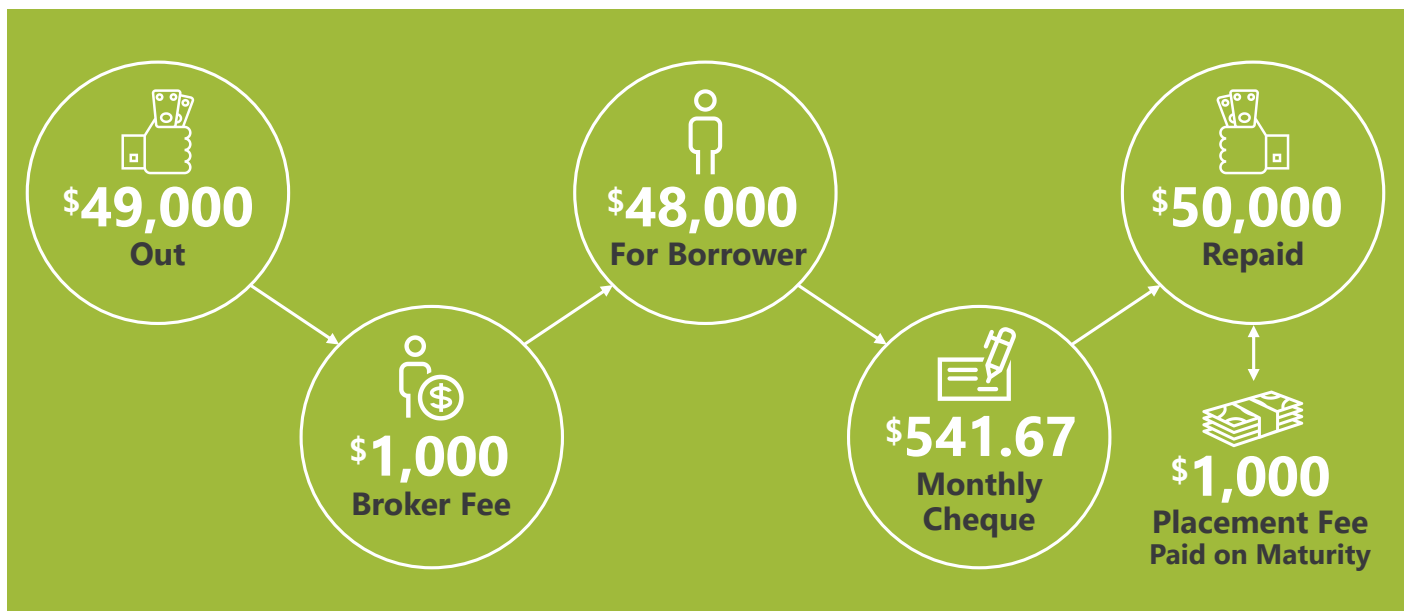 $49,000
Out
$1,000
Broker Fee
$48,000
For Borrower
$541.67
Monthly
Cheque
$50,000
Repaid
$1,000
Placement Fee
Paid on Maturity